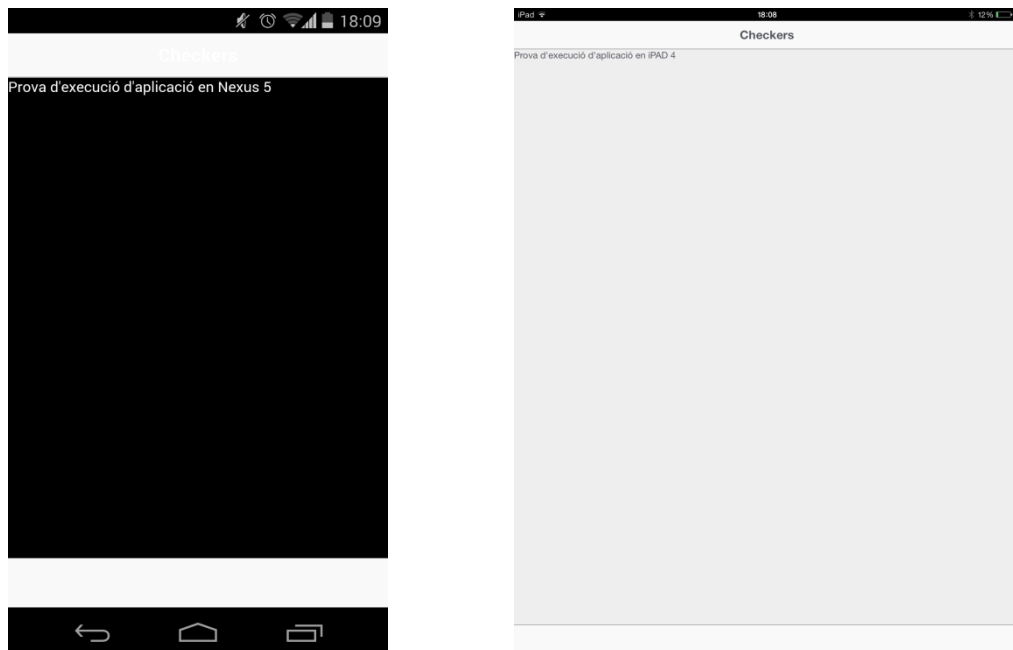 18:09
Checkers
Prova d'execució d'aplicació en Nexus 5
iPad 18:08 12%
Checkers
Prova d'execució d'aplicació en iPAD 4